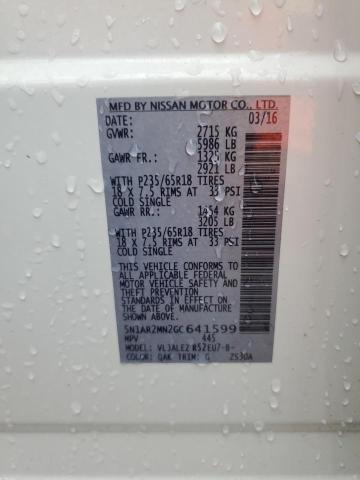 MFD BY NISSAN MOTOR CO., LTD.
DATE: 03/16
GVWR: 2715 KG
5986 LB
GAWR FR.: 1325 KG
2921 LB
WITH P235/65R18 TIRES
18 X 7.5 RIMS AT 33 PSI
COLD SINGLE
GAWR RR.: 1454 KG
3205 LB
WITH P235/65R18 TIRES
18 X 7.5 RIMS AT 33 PSI
COLD SINGLE
THIS VEHICLE CONFORMS TO
ALL APPLICABLE FEDERAL
MOTOR VEHICLE SAFETY
STANDARDS IN EFFECT ON
THE DATE OF MANUFACTURE
SHOWN ABOVE.
5N1AR2MN2GC641599
MPV 445
MODEL: R52EU7-B-
COLOR: QAK TRIM: G ZS30A